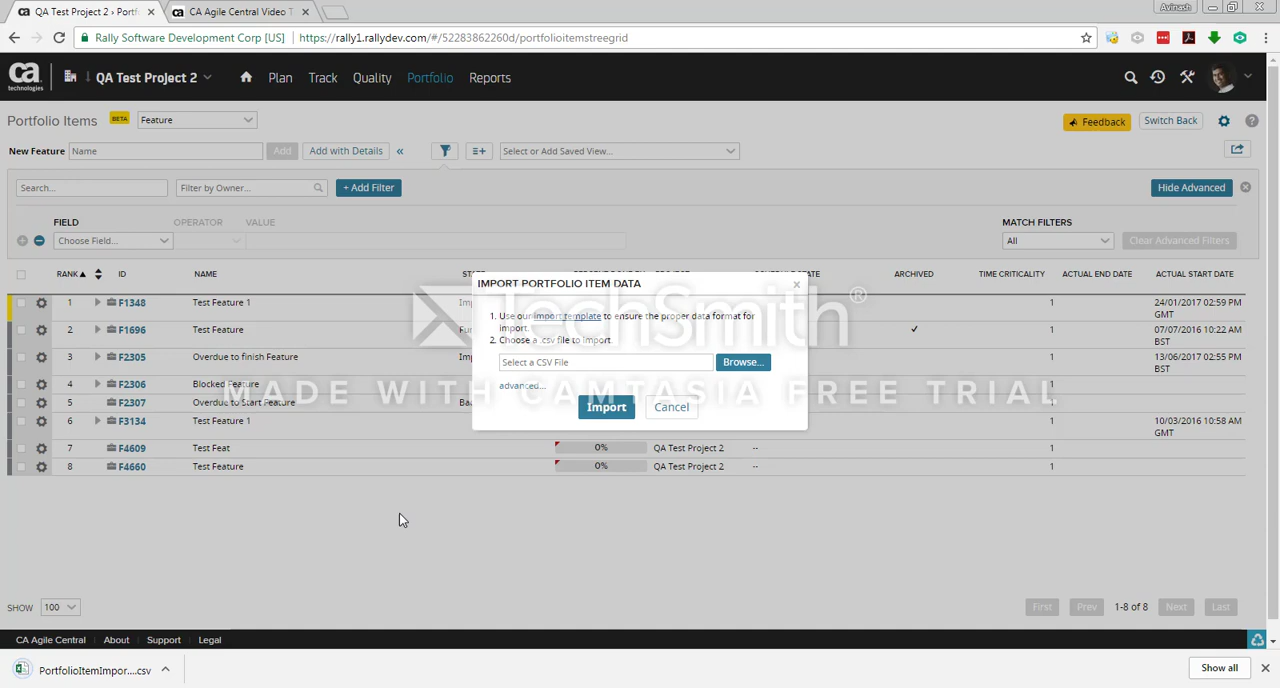 QA Test Project 2 › Portf
CA Agile Central Video T
Avinash
Rally Software Development Corp [US] https://rally1.rallydev.com/#/52283862260d/portfolioitemstreegrid
ca technologies
QA Test Project 2
Plan Track Quality Portfolio Reports
Portfolio Items BETA Feature
Feedback Switch Back
New Feature Name Add Add with Details « Select or Add Saved View...
Search... Filter by Owner... + Add Filter Hide Advanced
FIELD OPERATOR VALUE MATCH FILTERS
Choose Field... All Clear Advanced Filters
RANK ID NAME ARCHIVED TIME CRITICALITY ACTUAL END DATE ACTUAL START DATE
1 F1348 Test Feature 1 1 24/01/2017 02:59 PM
GMT
2 F1696 Test Feature 1 07/07/2016 10:22 AM
BST
3 F2305 Overdue to finish Feature 1 13/06/2017 02:55 PM
BST
4 F2306 Blocked Feature 1
5 F2307 Overdue to Start Feature 1
6 F3134 Test Feature 1 1 10/03/2016 10:58 AM
GMT
7 F4609 Test Feat 0% QA Test Project 2 -- 1
8 F4660 Test Feature 0% QA Test Project 2 -- 1
IMPORT PORTFOLIO ITEM DATA
1. Use our import template to ensure the proper data format for
import.
2. Choose a .csv file to import.
Select a CSV File Browse...
advanced...
Import Cancel
TechSmith®
MADE WITH CAMTASIA FREE TRIAL
SHOW 100 First Prev 1-8 of 8 Next Last
CA Agile Central About Support Legal
PortfolioItemImpor....csv Show all